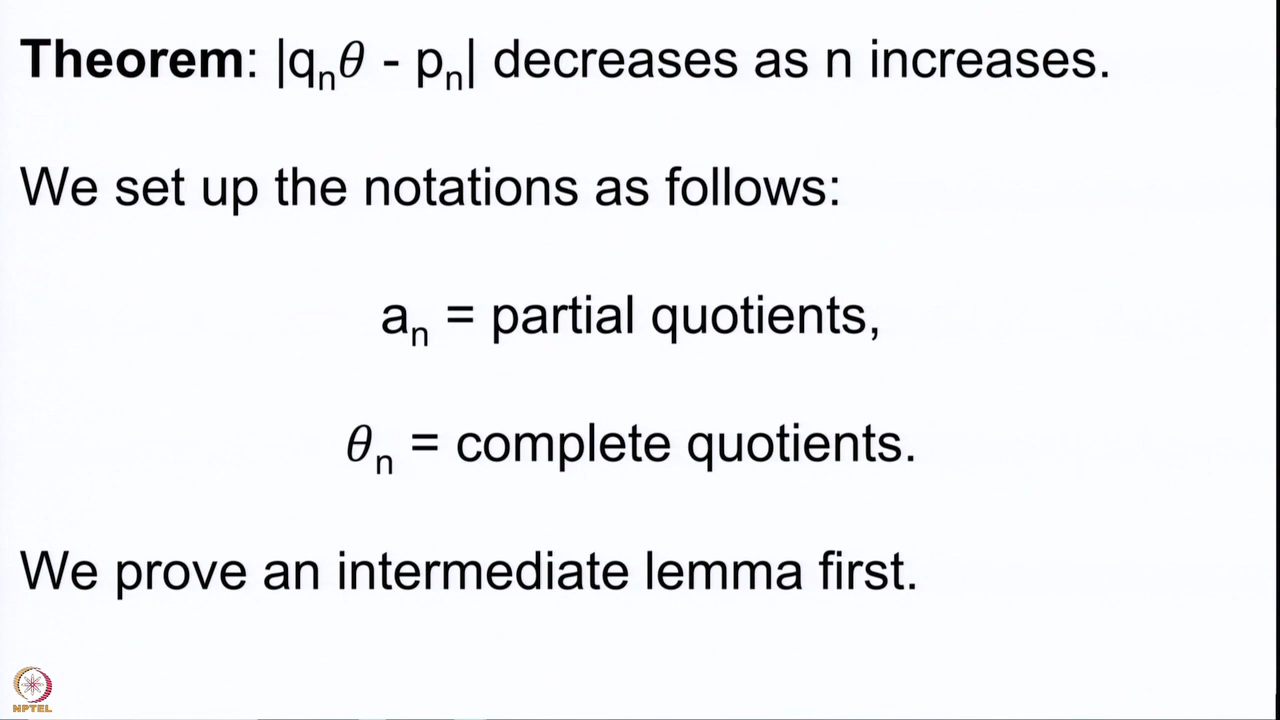 Theorem: |qₙθ - pₙ| decreases as n increases.
We set up the notations as follows:
aₙ = partial quotients,
θₙ = complete quotients.
We prove an intermediate lemma first.
NPTEL